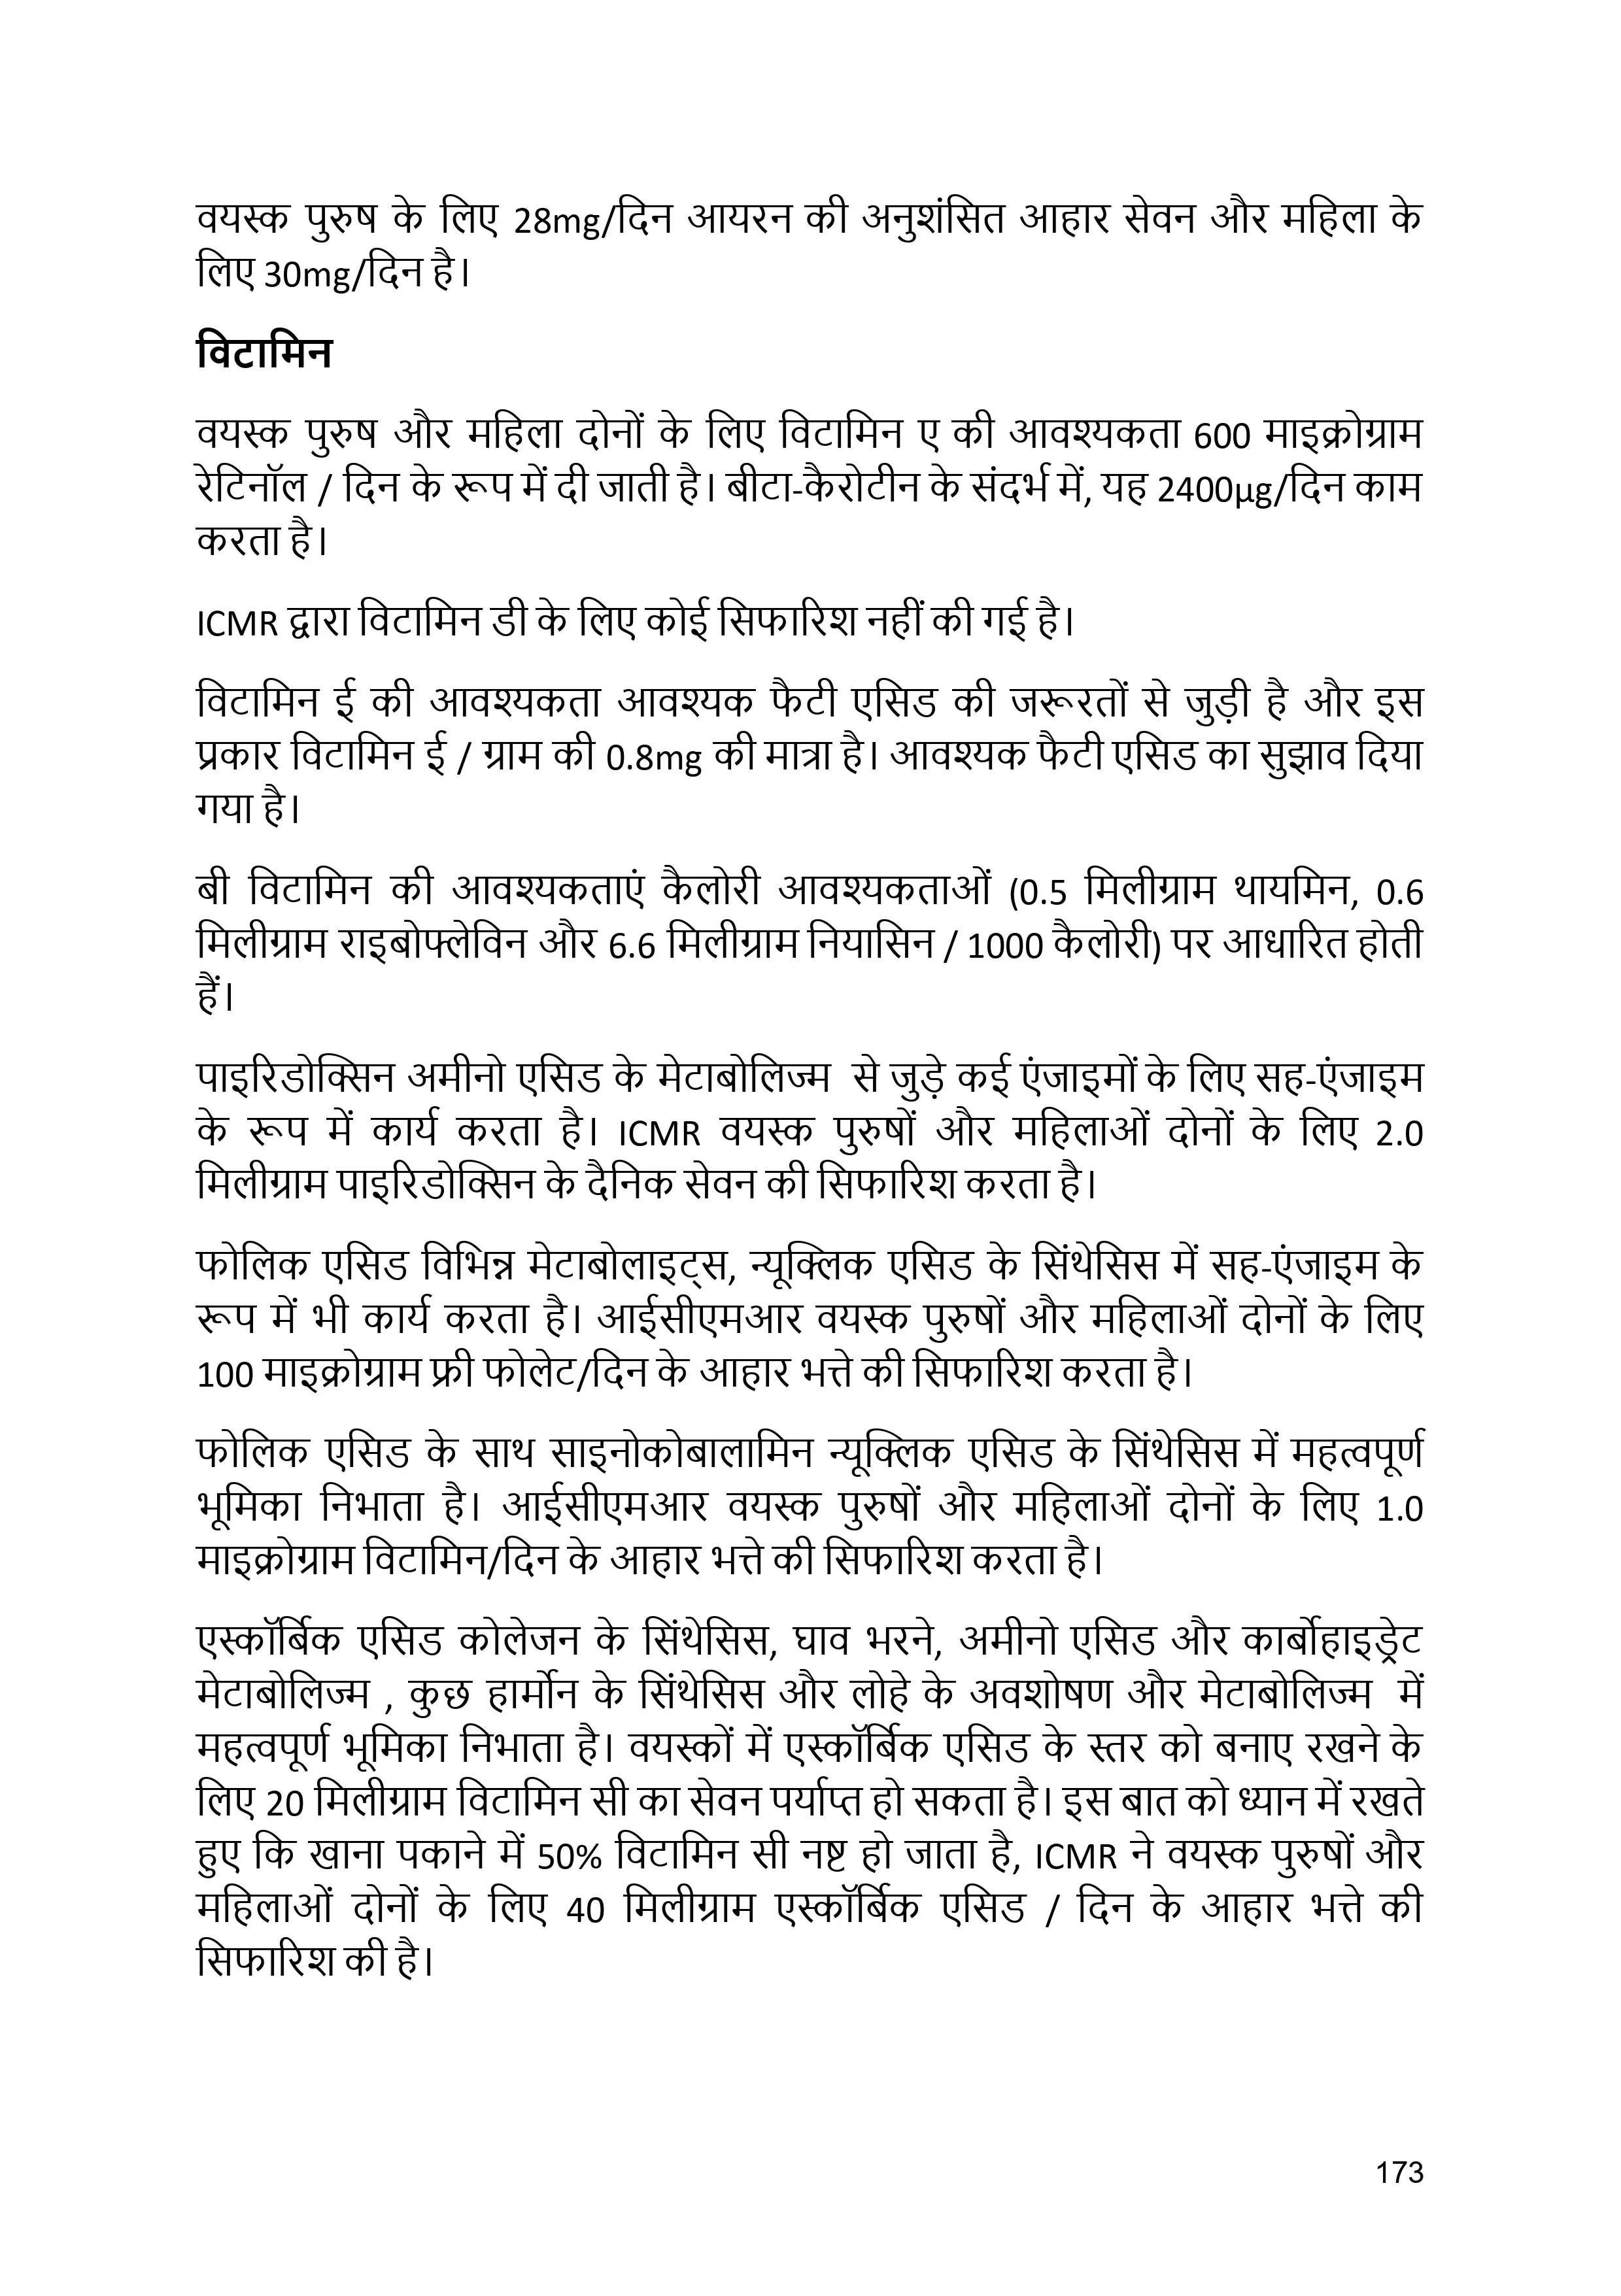 वयस्क पुरुष के लिए 28mg/दिन आयरन की अनुशंसित आहार सेवन और महिला के
लिए 30mg/दिन है।
विटामिन
वयस्क पुरुष और महिला दोनों के लिए विटामिन ए की आवश्यकता 600 माइक्रोग्राम
रेटिनॉल / दिन के रूप में दी जाती है। बीटा-कैरोटीन के संदर्भ में, यह 2400µg/दिन काम
करता है।
ICMR द्वारा विटामिन डी के लिए कोई सिफारिश नहीं की गई है।
विटामिन ई की आवश्यकता आवश्यक फैटी एसिड की जरूरतों से जुड़ी है और इस
प्रकार विटामिन ई / ग्राम की 0.8mg की मात्रा है। आवश्यक फैटी एसिड का सुझाव दिया
गया है।
बी विटामिन की आवश्यकताएं कैलोरी आवश्यकताओं (0.5 मिलीग्राम थायमिन, 0.6
मिलीग्राम राइबोफ्लेविन और 6.6 मिलीग्राम नियासिन / 1000 कैलोरी) पर आधारित होती
हैं।
पाइरिडोक्सिन अमीनो एसिड के मेटाबोलिज्म से जुड़े कई एंजाइमों के लिए सह-एंजाइम
के रूप में कार्य करता है। ICMR वयस्क पुरुषों और महिलाओं दोनों के लिए 2.0
मिलीग्राम पाइरिडोक्सिन के दैनिक सेवन की सिफारिश करता है।
फोलिक एसिड विभिन्न मेटाबोलाइट्स, न्यूक्लिक एसिड के सिंथेसिस में सह-एंजाइम के
रूप में भी कार्य करता है। आईसीएमआर वयस्क पुरुषों और महिलाओं दोनों के लिए
100 माइक्रोग्राम फ्री फोलेट/दिन के आहार भत्ते की सिफारिश करता है।
फोलिक एसिड के साथ साइनोकोबालामिन न्यूक्लिक एसिड के सिंथेसिस में महत्वपूर्ण
भूमिका निभाता है। आईसीएमआर वयस्क पुरुषों और महिलाओं दोनों के लिए 1.0
माइक्रोग्राम विटामिन/दिन के आहार भत्ते की सिफारिश करता है।
एस्कॉर्बिक एसिड कोलेजन के सिंथेसिस, घाव भरने, अमीनो एसिड और कार्बोहाइड्रेट
मेटाबोलिज्म , कुछ हार्मोन के सिंथेसिस और लोहे के अवशोषण और मेटाबोलिज्म में
महत्वपूर्ण भूमिका निभाता है। वयस्कों में एस्कॉर्बिक एसिड के स्तर को बनाए रखने के
लिए 20 मिलीग्राम विटामिन सी का सेवन पर्याप्त हो सकता है। इस बात को ध्यान में रखते
हुए कि खाना पकाने में 50% विटामिन सी नष्ट हो जाता है, ICMR ने वयस्क पुरुषों और
महिलाओं दोनों के लिए 40 मिलीग्राम एस्कॉर्बिक एसिड / दिन के आहार भत्ते की
सिफारिश की है।
173